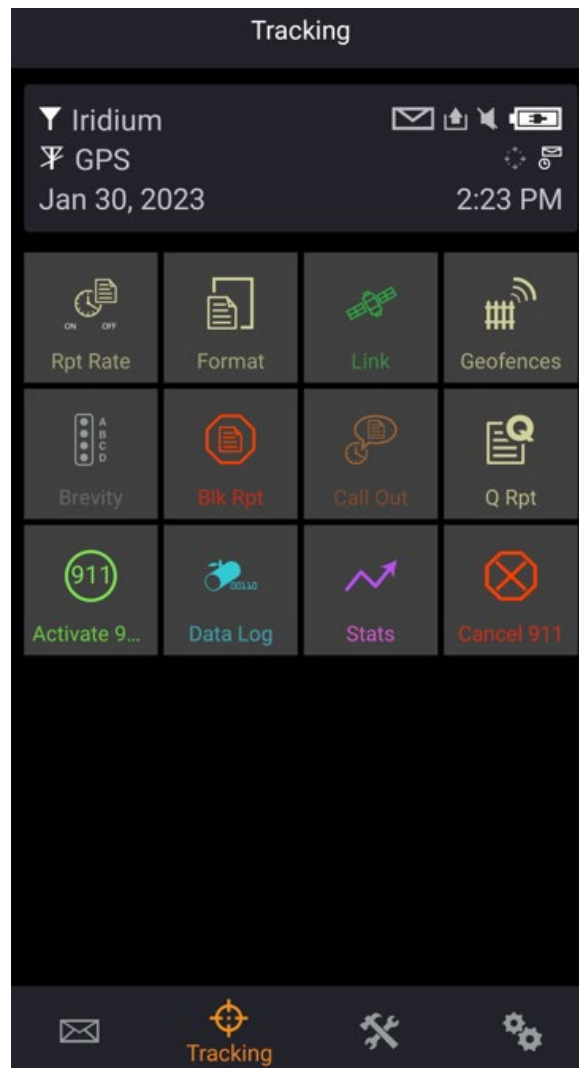 Tracking
Iridium
GPS
Jan 30, 2023 2:23 PM
ON OFF
Rpt Rate Format Link Geofences
A
B
C
D
Brevity Blk Rpt Call Out Q Rpt
911
Activate 9... Data Log Stats Cancel 911
Tracking